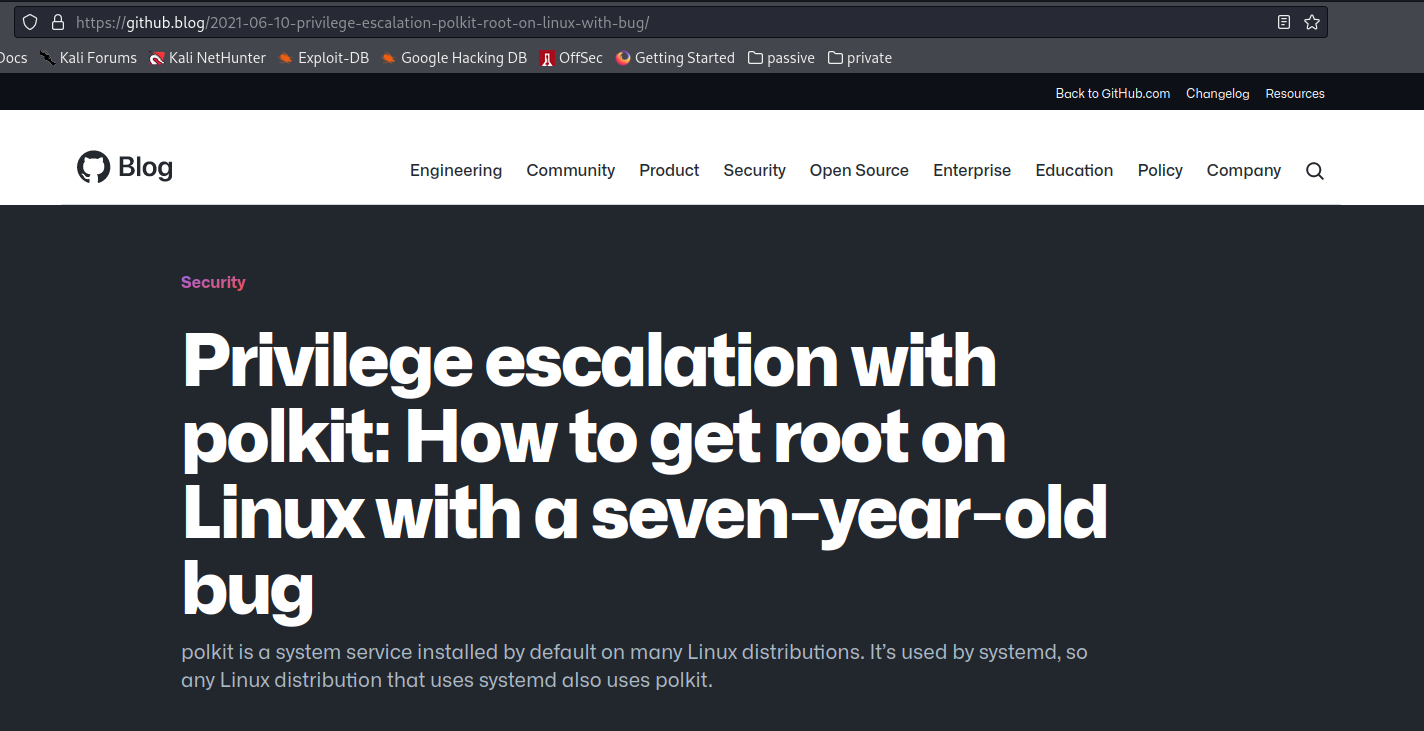 https://github.blog/2021-06-10-privilege-escalation-polkit-root-on-linux-with-bug/
Docs Kali Forums Kali NetHunter Exploit-DB Google Hacking DB OffSec Getting Started passive private
Back to GitHub.com Changelog Resources
Blog Engineering Community Product Security Open Source Enterprise Education Policy Company
Security
Privilege escalation with
polkit: How to get root on
Linux with a seven-year-old
bug
polkit is a system service installed by default on many Linux distributions. It’s used by systemd, so
any Linux distribution that uses systemd also uses polkit.